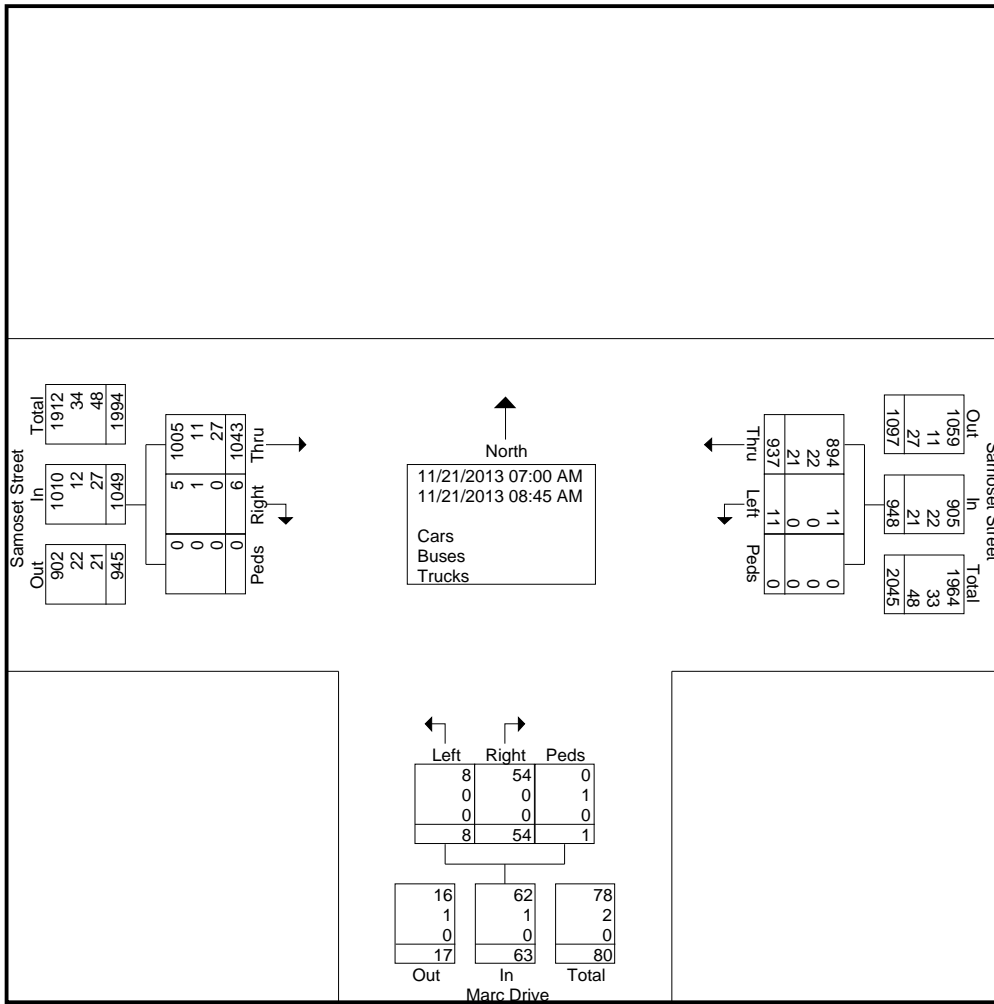 Samoset Street
Total
1912
34
48
1994
In
1010
12
27
1049
Out
902
22
21
945
Thru
1005
11
27
1043
Right
5
1
0
6
Peds
0
0
0
0
North
11/21/2013 07:00 AM
11/21/2013 08:45 AM
Cars
Buses
Trucks
Thru
894
22
21
937
Left
11
0
0
11
Peds
0
0
0
0
Samoset Street
Out
1059
11
27
1097
In
905
22
21
948
Total
1964
33
48
2045
Left Right Peds
8 54 0
0 0 1
0 0 0
8 54 1
16 62 78
1 1 2
0 0 0
17 63 80
Out In Total
Marc Drive